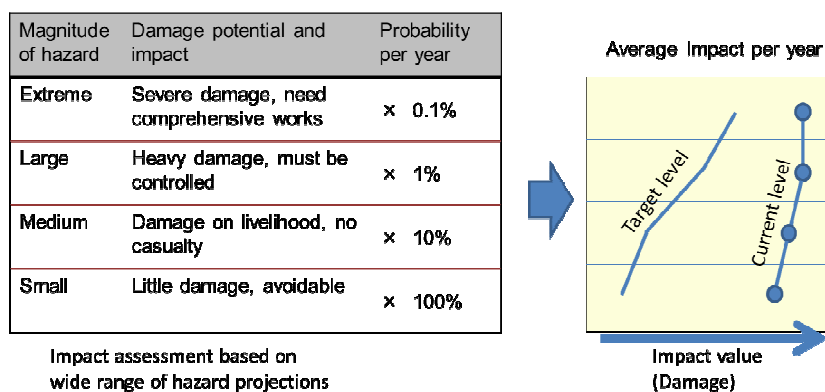 Magnitude
of hazard
Damage potential and
impact
Probability
per year
Extreme
Severe damage, need
comprehensive works
× 0.1%
Large
Heavy damage, must be
controlled
× 1%
Medium
Damage on livelihood, no
casualty
× 10%
Small
Little damage, avoidable
× 100%
Impact assessment based on
wide range of hazard projections
Average Impact per year
Target level
Current level
Impact value
(Damage)